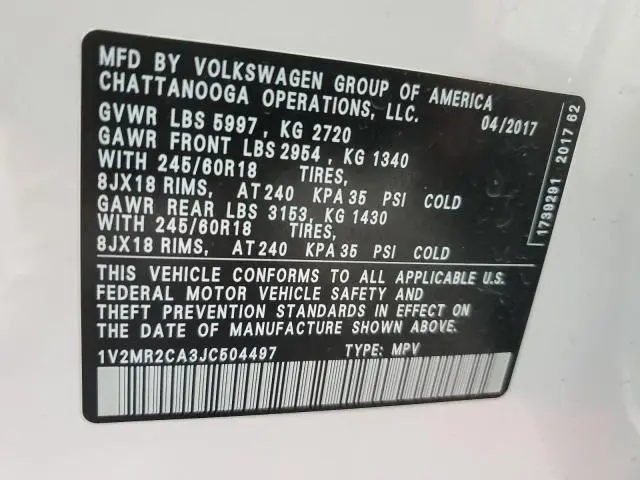 MFD BY VOLKSWAGEN GROUP OF AMERICA
CHATTANOOGA OPERATIONS, LLC.
GVWR LBS 5997, KG 2720 04/2017
GAWR FRONT LBS 2954, KG 1340
WITH 245/60R18 TIRES,
8JX18 RIMS, AT 240 KPA 35 PSI COLD
GAWR REAR LBS 3153, KG 1430
WITH 245/60R18 TIRES,
8JX18 RIMS, AT 240 KPA 35 PSI COLD
THIS VEHICLE CONFORMS TO ALL APPLICABLE U.S.
FEDERAL MOTOR VEHICLE SAFETY AND
THEFT PREVENTION STANDARDS IN EFFECT ON
THE DATE OF MANUFACTURE SHOWN ABOVE.
1V2MR2CA3JC504497 TYPE: MPV
1739291 2017 62